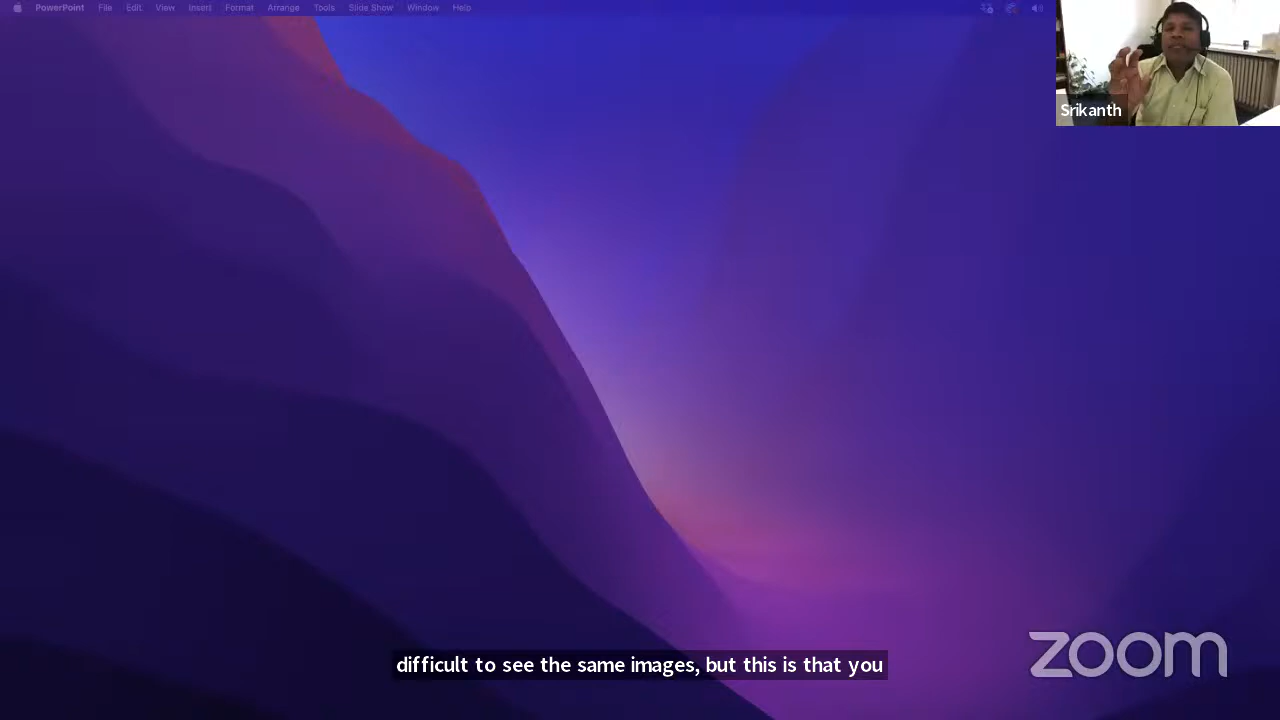 PowerPoint File Edit View Insert Format Arrange Tools Slide Show Window Help
Srikanth
difficult to see the same images, but this is that you
zoom